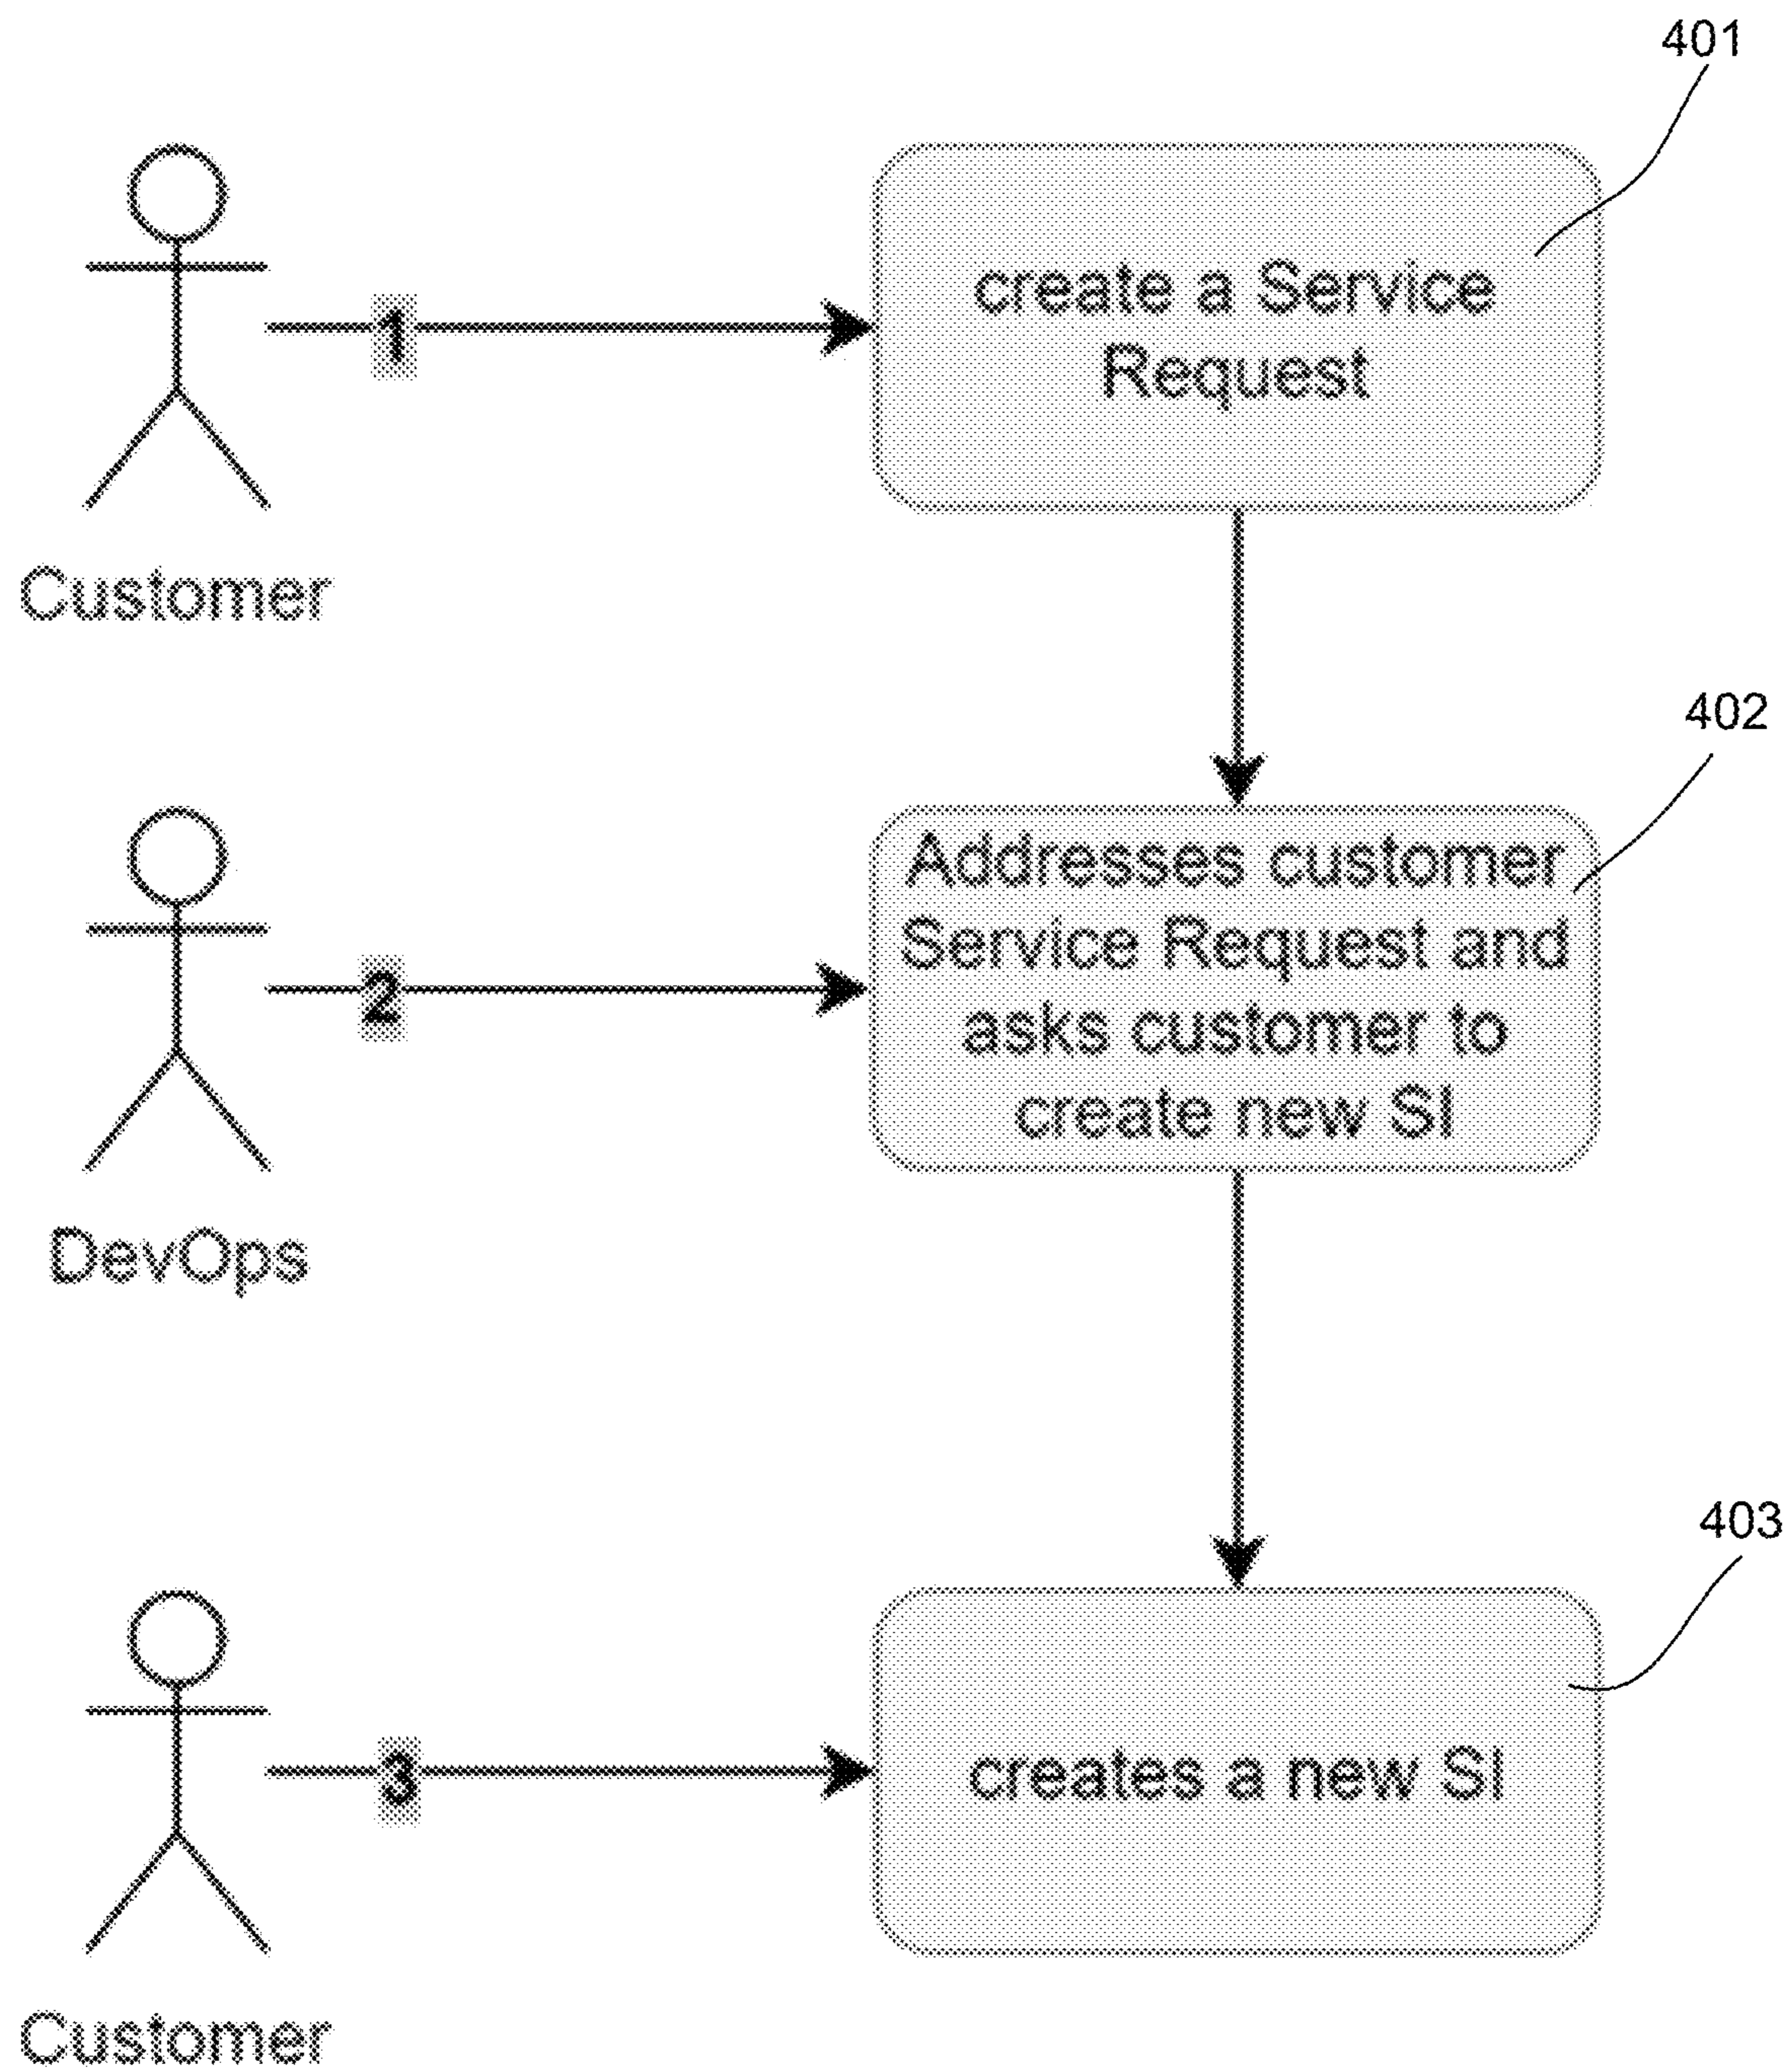 401
1
create a Service
Request
Customer
402
2
Addresses customer
Service Request and
asks customer to
create new SI
DevOps
403
3
creates a new SI
Customer